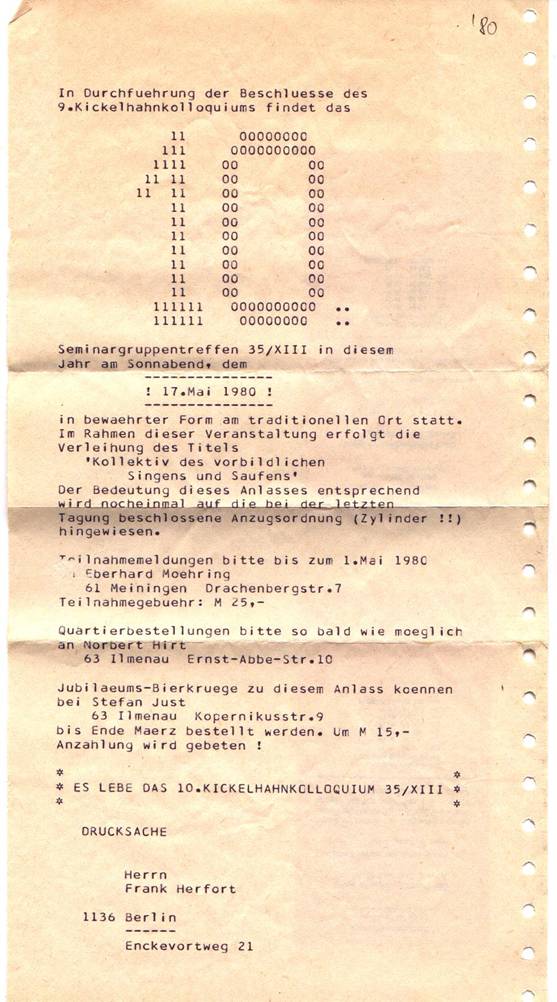 '80
In Durchfuehrung der Beschluesse des
9.Kickelhahnkolloquiums findet das
11 00000000
111 0000000000
1111 00 00
11 11 00 00
11 11 00 00
11 00 00
11 00 00
11 00 00
11 00 00
11 00 00
11 00 00
11 00 00
111111 0000000000 ..
111111 00000000 ..
Seminargruppentreffen 35/XIII in diesem
Jahr am Sonnabend, dem
---------------
! 17.Mai 1980 !
---------------
in bewaehrter Form am traditionellen Ort statt.
Im Rahmen dieser Veranstaltung erfolgt die
Verleihung des Titels
'Kollektiv des vorbildlichen
Singens und Saufens'
Der Bedeutung dieses Anlasses entsprechend
wird nocheinmal auf die bei der letzten
Tagung beschlossene Anzugsordnung (Zylinder !!)
hingewiesen.
Teilnahmemeldungen bitte bis zum 1.Mai 1980
Eberhard Moehring
61 Meiningen Drachenbergstr.7
Teilnahmegebuehr: M 25,-
Quartierbestellungen bitte so bald wie moeglich
an Norbert Hirt
63 Ilmenau Ernst-Abbe-Str.10
Jubilaeums-Bierkruege zu diesem Anlass koennen
bei Stefan Just
63 Ilmenau Kopernikusstr.9
bis Ende Maerz bestellt werden. Um M 15,-
Anzahlung wird gebeten !
* *
* ES LEBE DAS 10.KICKELHAHNKOLLOQUIUM 35/XIII *
* *
DRUCKSACHE
Herrn
Frank Herfort
1136 Berlin
------
Enckevortweg 21